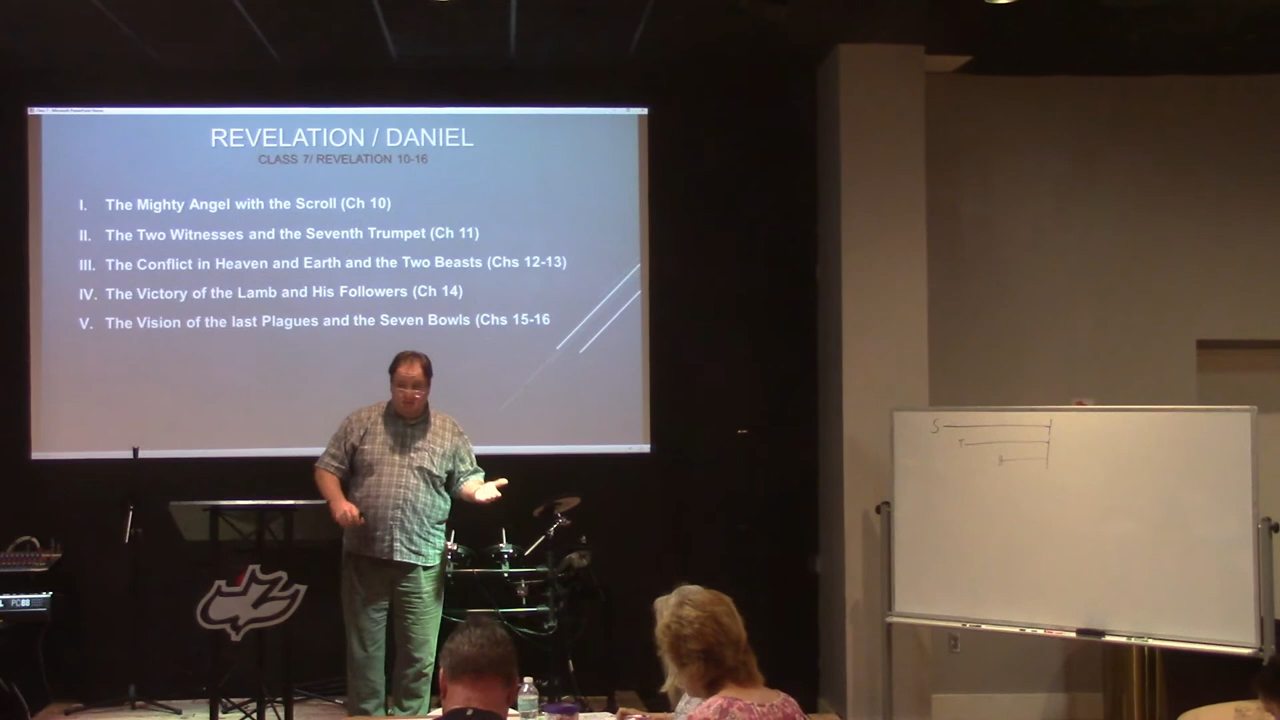 REVELATION / DANIEL
CLASS 7/ REVELATION 10-16
I. The Mighty Angel with the Scroll (Ch 10)
II. The Two Witnesses and the Seventh Trumpet (Ch 11)
III. The Conflict in Heaven and Earth and the Two Beasts (Chs 12-13)
IV. The Victory of the Lamb and His Followers (Ch 14)
V. The Vision of the last Plagues and the Seven Bowls (Chs 15-16
S
T
B
PC88
Z